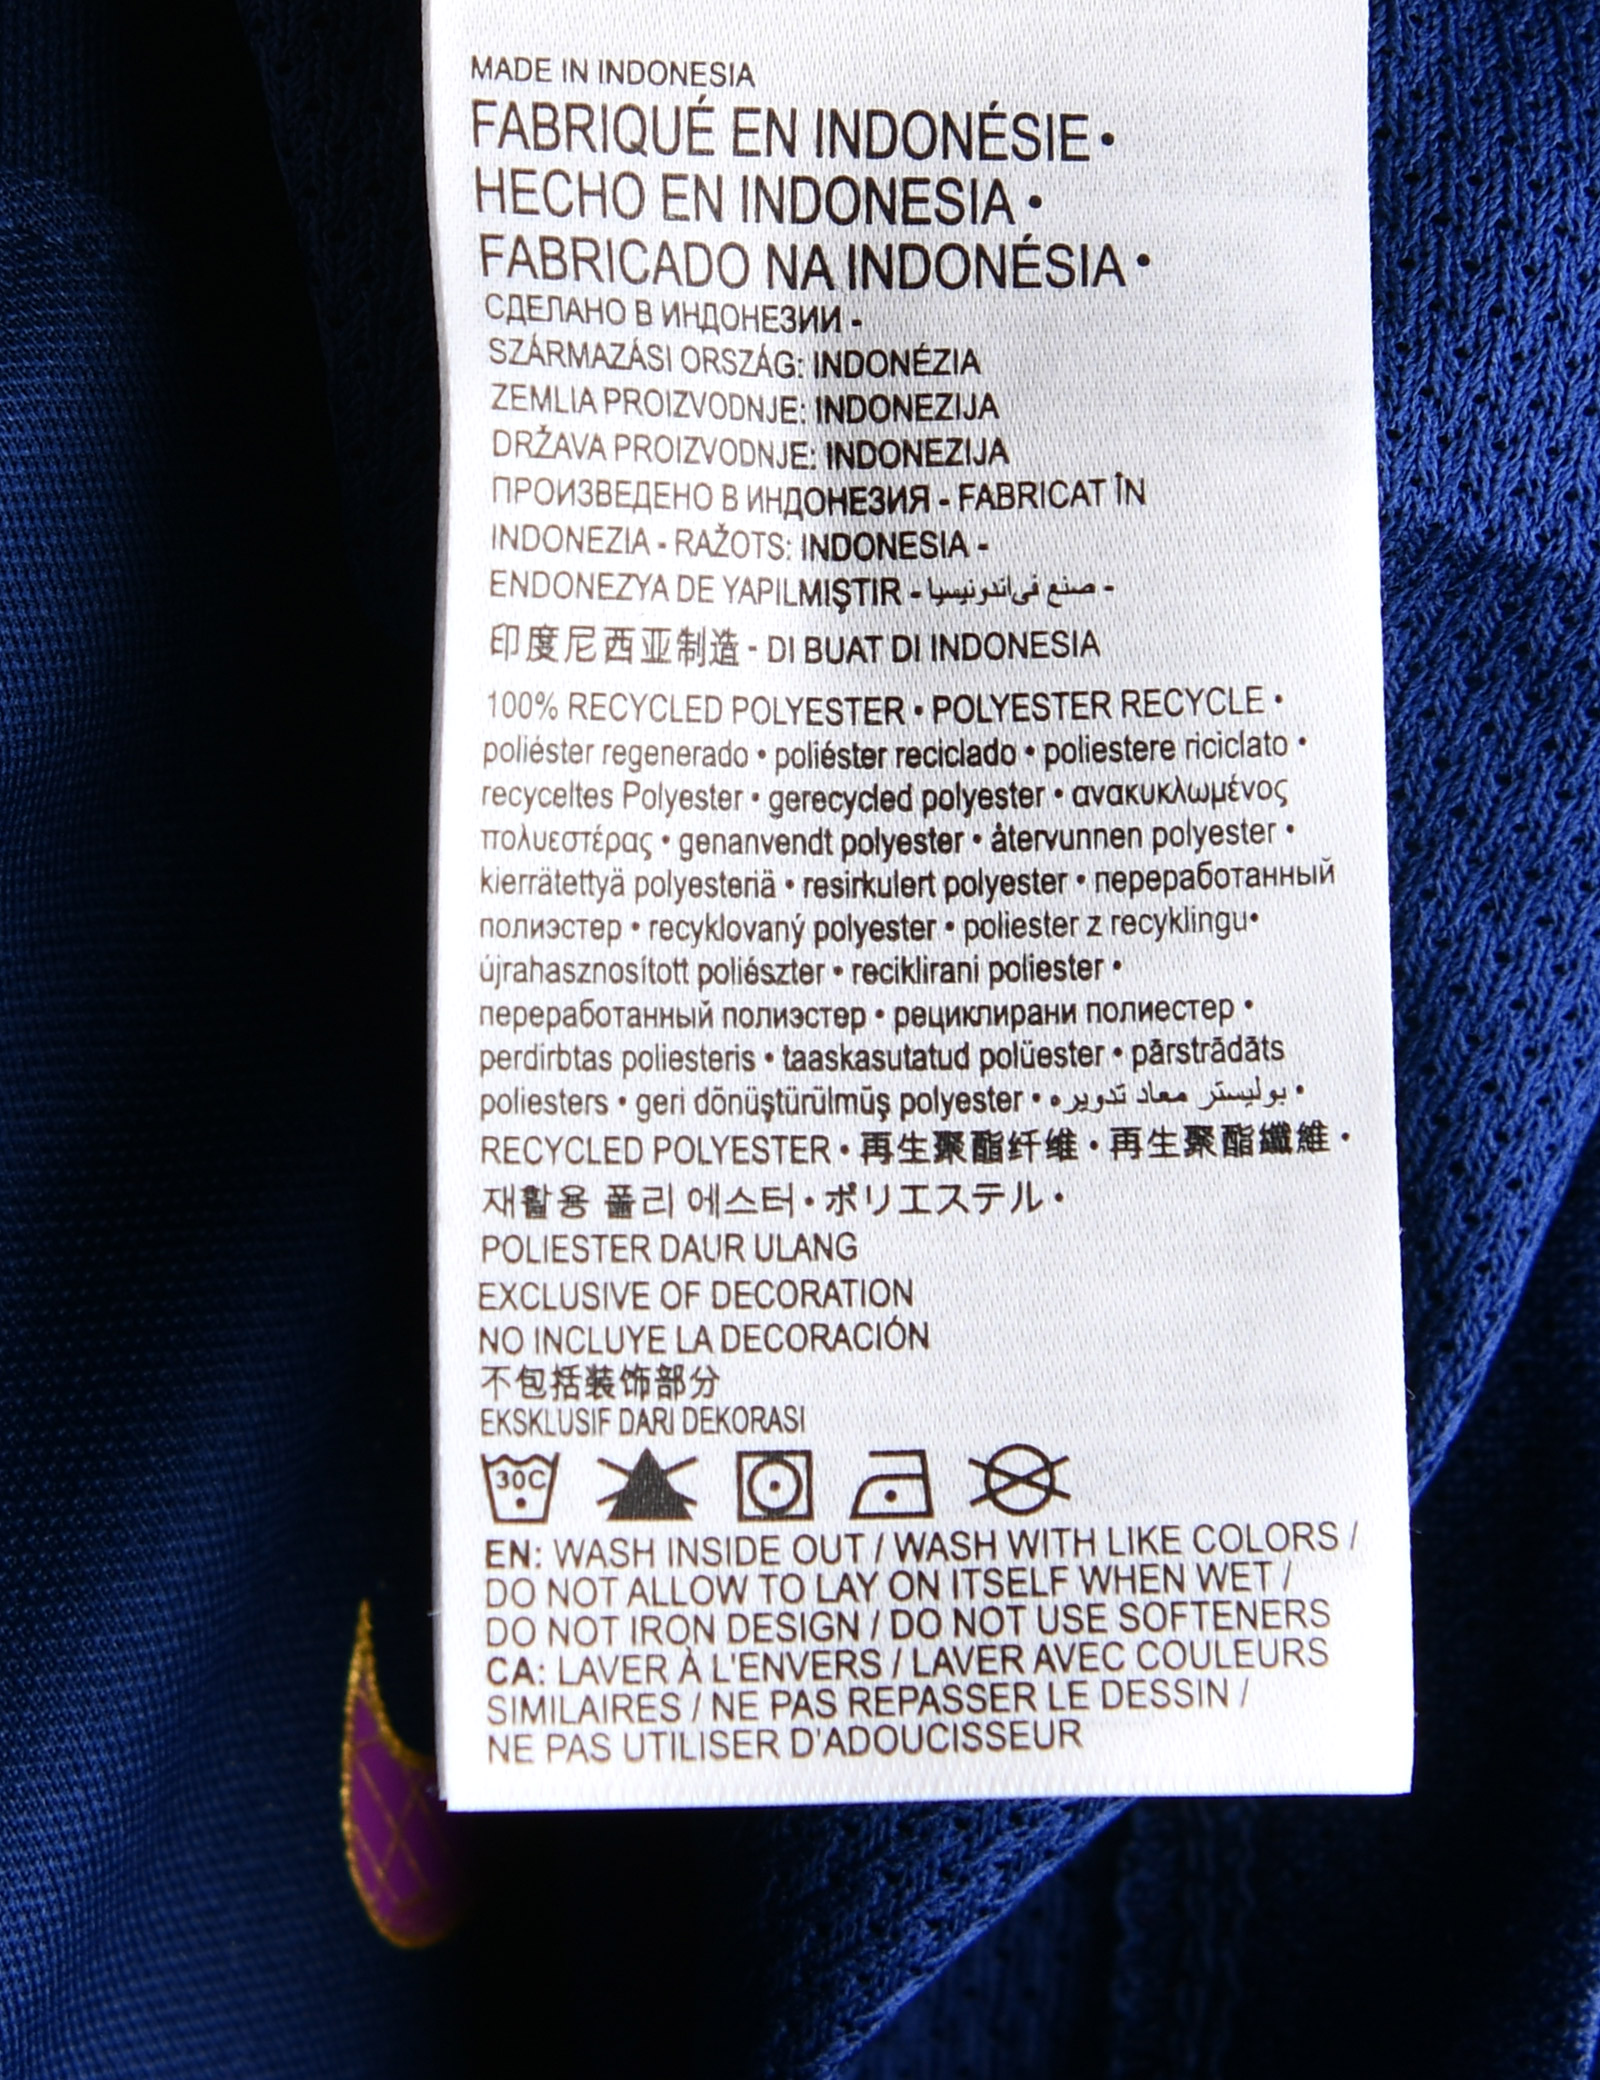 MADE IN INDONESIA
FABRIQUÉ EN INDONÉSIE •
HECHO EN INDONESIA •
FABRICADO NA INDONÉSIA •
СДЕЛАНО В ИНДОНЕЗИИ -
SZÁRMAZÁSI ORSZÁG: INDONÉZIA
ZEMLIA PROIZVODNJE: INDONEZIJA
DRŽAVA PROIZVODNJE: INDONEZIJA
ПРОИЗВЕДЕНО В ИНДОНЕЗИЯ - FABRICAT ÎN
INDONEZIA - RAŽOTS: INDONESIA -
ENDONEZYA DE YAPILMIŞTIR - صنع في اندونيسيا -
印度尼西亚制造 - DI BUAT DI INDONESIA
100% RECYCLED POLYESTER • POLYESTER RECYCLE •
poliéster regenerado • poliéster reciclado • poliestere riciclato •
recyceltes Polyester • gerecycled polyester • ανακυκλωμένος
πολυεστέρας • genanvendt polyester • återvunnen polyester •
kierrätettyä polyesteriä • resirkulert polyester • переработанный
полиэстер • recyklovaný polyester • poliester z recyklingu•
újrahasznosított poliészter • reciklirani poliester •
переработанный полиэстер • рециклирани полиестер •
perdirbtas poliesteris • taaskasutatud polüester • pārstrādāts
poliesters • geri dönüştürülmüş polyester • • بوليستر معاد تدويره •
RECYCLED POLYESTER • 再生聚酯纤维 • 再生聚酯纖維 •
재활용 폴리 에스터 • ポリエステル •
POLIESTER DAUR ULANG
EXCLUSIVE OF DECORATION
NO INCLUYE LA DECORACIÓN
不包括装饰部分
EKSKLUSIF DARI DEKORASI
30C
EN: WASH INSIDE OUT / WASH WITH LIKE COLORS /
DO NOT ALLOW TO LAY ON ITSELF WHEN WET /
DO NOT IRON DESIGN / DO NOT USE SOFTENERS
CA: LAVER À L'ENVERS / LAVER AVEC COULEURS
SIMILAIRES / NE PAS REPASSER LE DESSIN /
NE PAS UTILISER D'ADOUCISSEUR